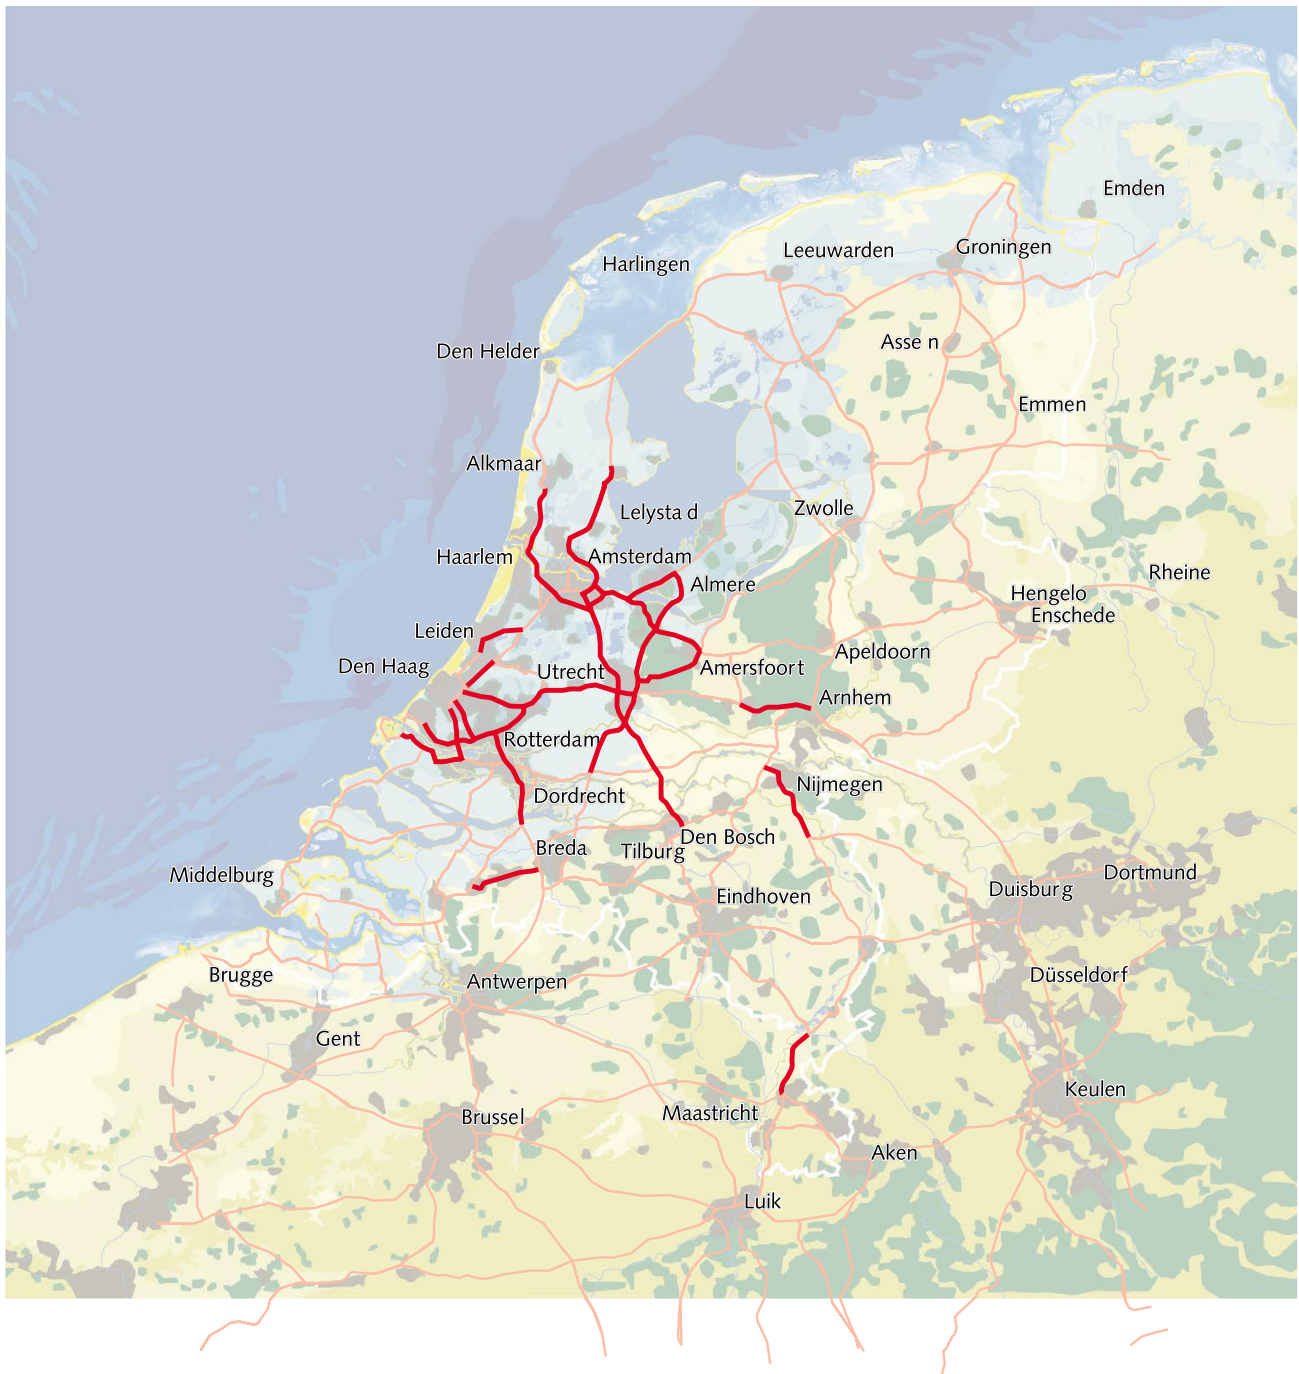 Emden
Leeuwarden
Groningen
Harlingen
Asse n
Den Helder
Emmen
Alkmaar
Lelysta d
Zwolle
Haarlem
Amsterdam
Almere
Rheine
Hengelo
Enschede
Leiden
Den Haag
Utrecht
Amersfoort
Apeldoorn
Arnhem
Rotterdam
Nijmegen
Dordrecht
Den Bosch
Breda
Tilburg
Middelburg
Eindhoven
Duisburg
Dortmund
Brugge
Antwerpen
Düsseldorf
Gent
Keulen
Brussel
Maastricht
Aken
Luik